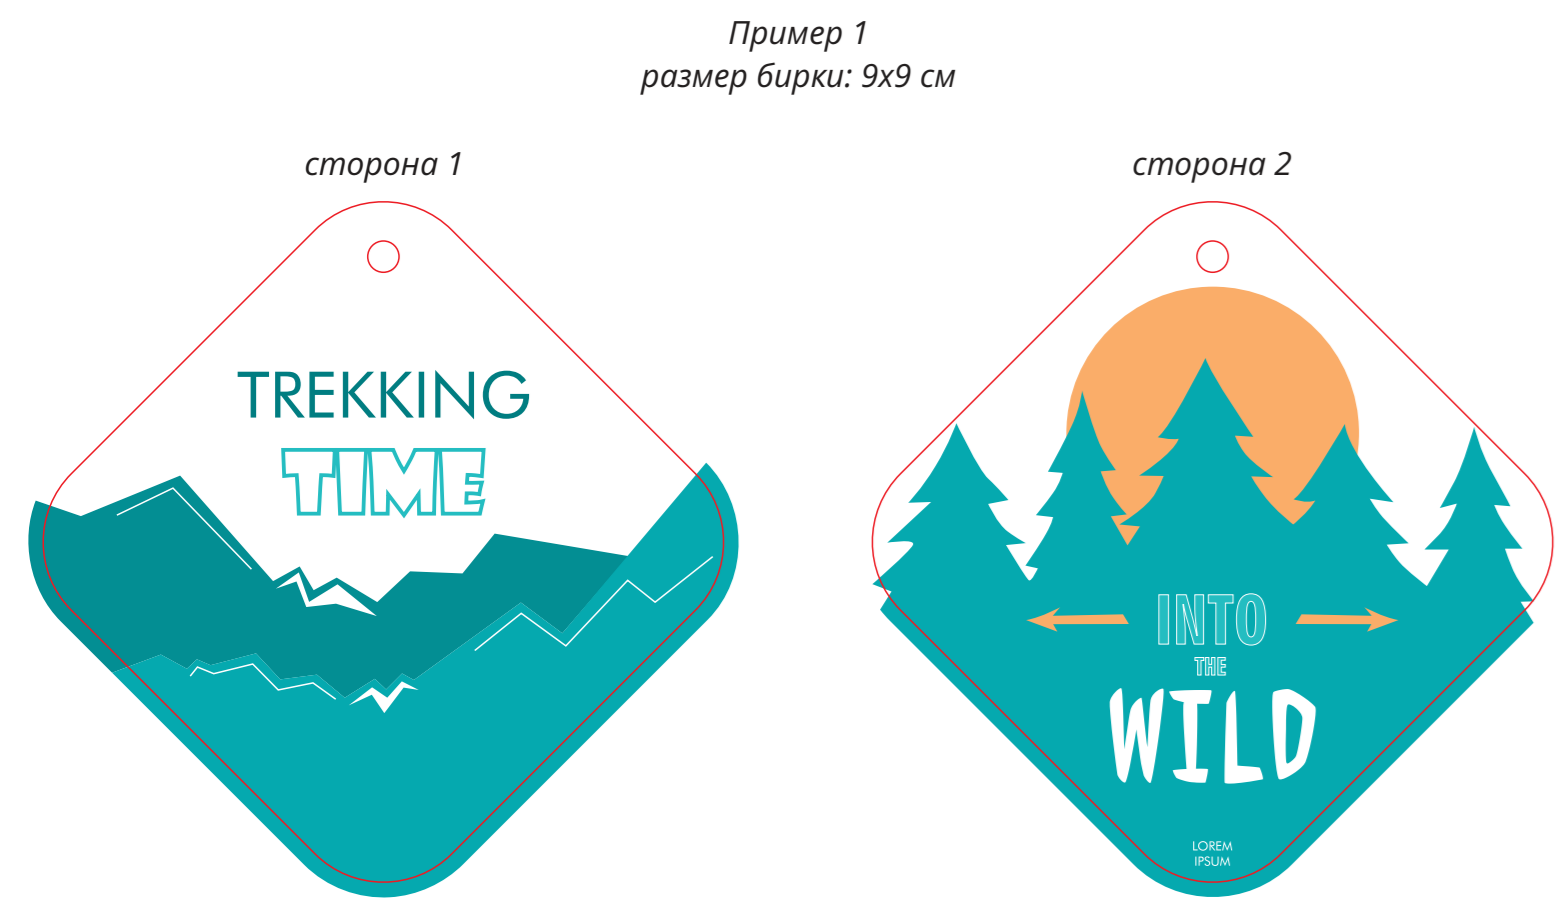 Пример 1
размер бирки: 9x9 см
сторона 1
сторона 2
TREKKING
TIME
INTO
THE
WILD
LOREM
IPSUM